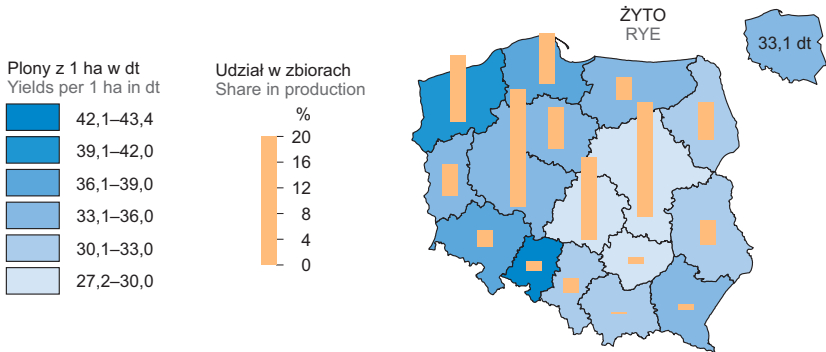 ŻYTO
RYE
33,1 dt
Plony z 1 ha w dt
Yields per 1 ha in dt
42,1–43,4
39,1–42,0
36,1–39,0
33,1–36,0
30,1–33,0
27,2–30,0
Udział w zbiorach
Share in production
%
20
16
12
8
4
0